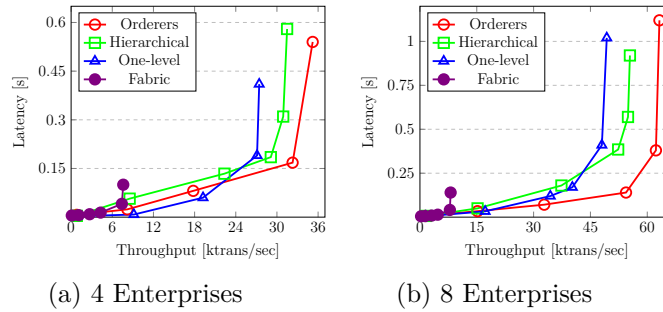 Orderers
Hierarchical
One-level
Fabric
0.6
0.45
0.3
0.15
0 6 12 18 24 30 36
Latency [s]
Throughput [ktrans/sec]
(a) 4 Enterprises
Orderers
Hierarchical
One-level
Fabric
1
0.75
0.5
0.25
0 15 30 45 60
Latency [s]
Throughput [ktrans/sec]
(b) 8 Enterprises